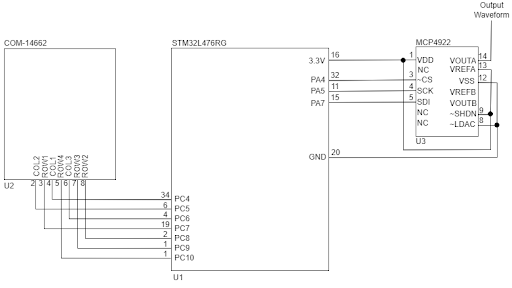 Output
Waveform
COM-14662
STM32L476RG
MCP4922
3.3V 16
1 VDD VOUTA 14
NC VREFA 13
PA4 32
3 ~CS VSS 12
PA5 11
4 SCK VREFB
PA7 15
5 SDI VOUTB
NC ~SHDN 9
NC ~LDAC 8
U3
GND 20
COL2 ROW1 COL1 ROW4 COL3 ROW3 ROW2
U2 2 3 4 5 6 7 8
34 PC4
6 PC5
4 PC6
19 PC7
2 PC8
1 PC9
1 PC10
U1